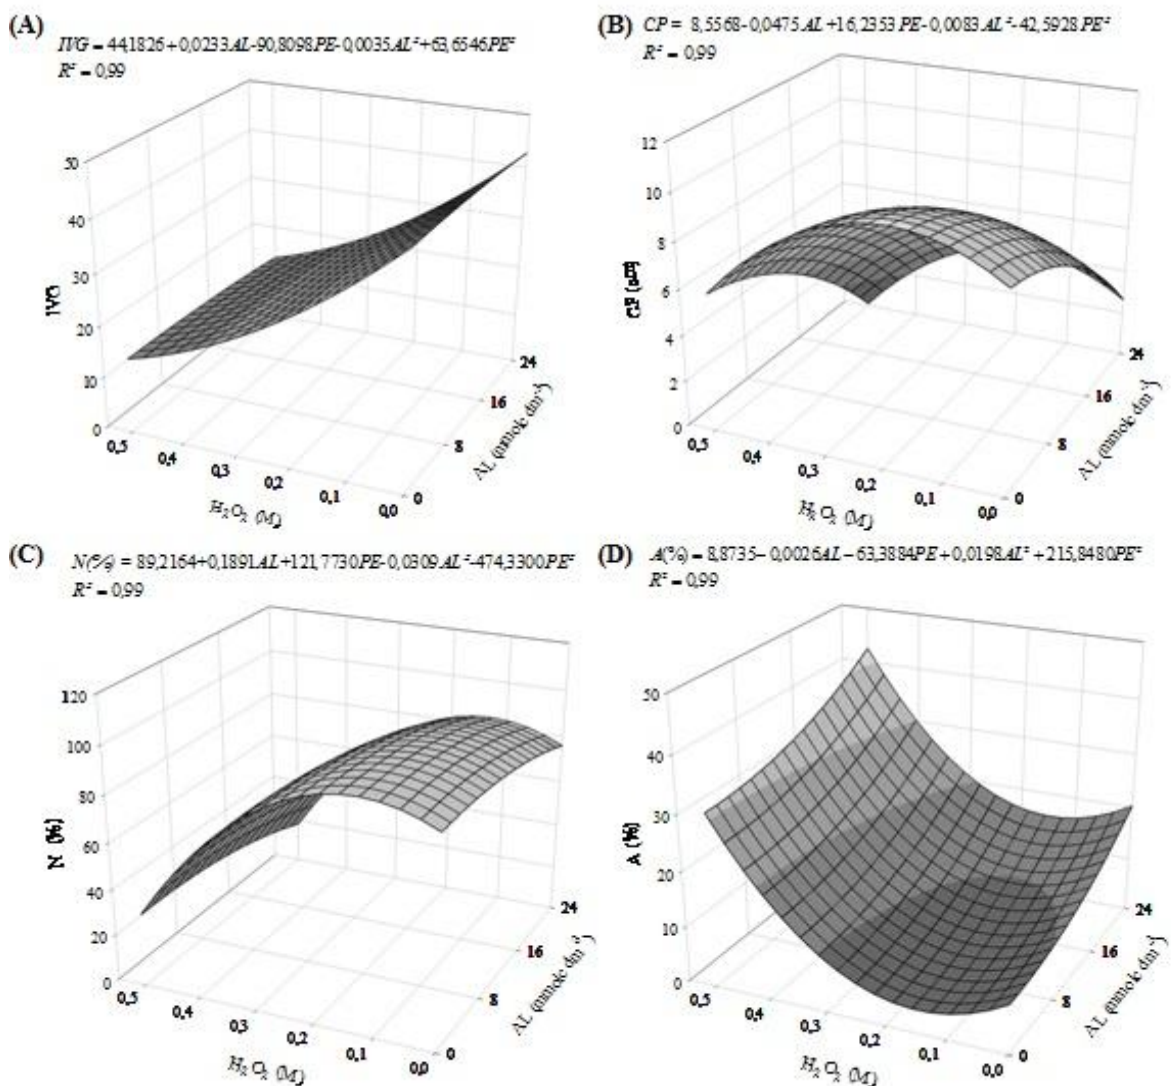 (A)
IVG = 44,1826+0,0233AL-90,8098PE-0,0035AL²+63,6546PE²
R² = 0,99
50
40
30
20
10
0
IVG
0,5
0,4
0,3
0,2
0,1
0,0
H₂O₂ (M)
0
8
16
24
AL (mmolc dm⁻³)
(B)
CP = 8,5568-0,0475AL+16,2353PE-0,0083AL²-42,5928PE²
R² = 0,99
12
10
8
6
4
2
0
CP (cm)
0,5
0,4
0,3
0,2
0,1
0,0
H₂O₂ (M)
0
8
16
24
AL (mmolc dm⁻³)
(C)
N(%) = 89,2164+0,1891AL+121,7730PE-0,0309AL²-474,3300PE²
R² = 0,99
120
100
80
60
40
20
0
N (%)
0,5
0,4
0,3
0,2
0,1
0,0
H₂O₂ (M)
0
8
16
24
AL (mmolc dm⁻³)
(D)
A(%) = 8,8735-0,0026AL-63,3884PE+0,0198AL²+215,8480PE²
R² = 0,99
50
40
30
20
10
0
A (%)
0,5
0,4
0,3
0,2
0,1
0,0
H₂O₂ (M)
0
8
16
24
AL (mmolc dm⁻³)